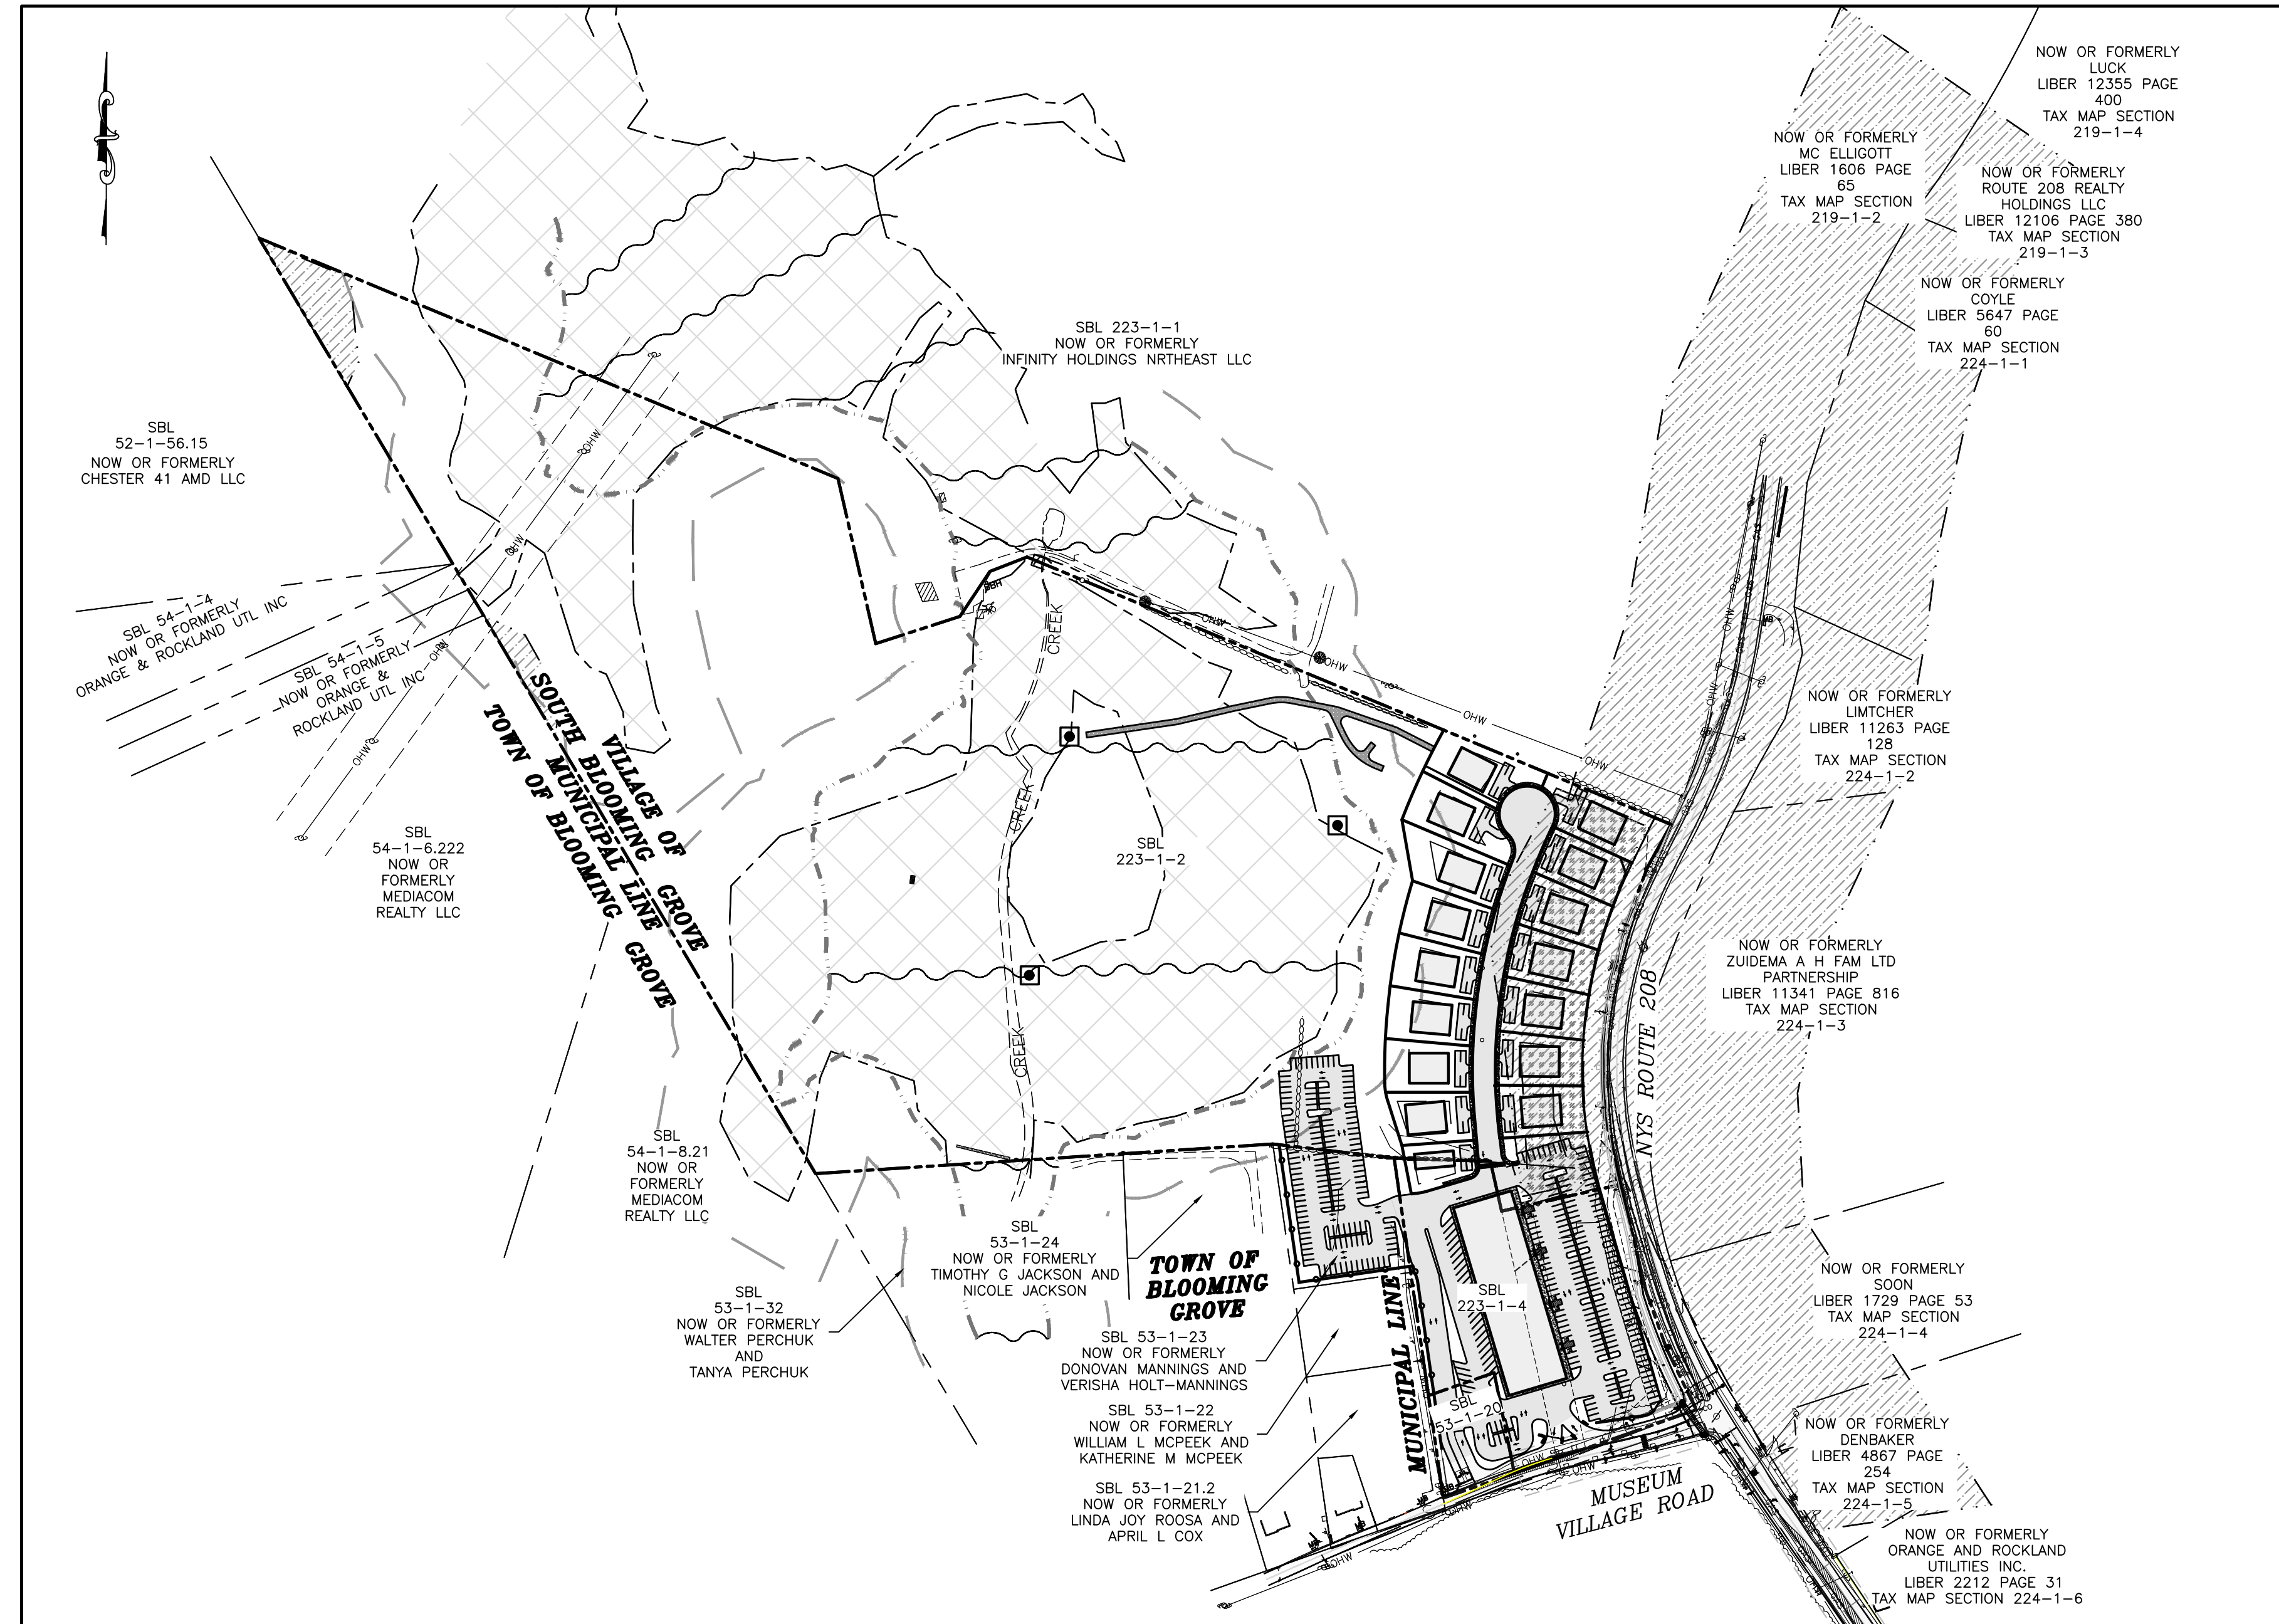 NOW OR FORMERLY
LUCK
LIBER 12355 PAGE
400
TAX MAP SECTION
219-1-4
NOW OR FORMERLY
MC ELLIGOTT
LIBER 1606 PAGE
65
TAX MAP SECTION
219-1-2
NOW OR FORMERLY
ROUTE 208 REALTY
HOLDINGS LLC
LIBER 12106 PAGE 380
TAX MAP SECTION
219-1-3
NOW OR FORMERLY
COYLE
LIBER 5647 PAGE
60
TAX MAP SECTION
224-1-1
SBL 223-1-1
NOW OR FORMERLY
INFINITY HOLDINGS NRTHEAST LLC
SBL
52-1-56.15
NOW OR FORMERLY
CHESTER 41 AMD LLC
OHW
OHW
SBL 54-1-4
NOW OR FORMERLY
ORANGE & ROCKLAND UTL INC
SBL 54-1-5
NOW OR FORMERLY
ORANGE &
ROCKLAND UTL INC
OHW
OHW
CREEK
OHW
OHW
OHW
OHW
OHW
OHW
GAS
GAS
MB
VILLAGE OF
SOUTH BLOOMING GROVE
MUNICIPAL LINE
TOWN OF BLOOMING GROVE
NOW OR FORMERLY
LIMTCHER
LIBER 11263 PAGE
128
TAX MAP SECTION
224-1-2
SBL
54-1-6.222
NOW OR
FORMERLY
MEDIACOM
REALTY LLC
CREEK
SBL
223-1-2
NOW OR FORMERLY
ZUIDEMA A H FAM LTD
PARTNERSHIP
LIBER 11341 PAGE 816
TAX MAP SECTION
224-1-3
NYS ROUTE 208
CREEK
SBL
54-1-8.21
NOW OR
FORMERLY
MEDIACOM
REALTY LLC
SBL
53-1-24
NOW OR FORMERLY
TIMOTHY G JACKSON AND
NICOLE JACKSON
TOWN OF
BLOOMING
GROVE
SBL
53-1-32
NOW OR FORMERLY
WALTER PERCHUK
AND
TANYA PERCHUK
SBL 53-1-23
NOW OR FORMERLY
DONOVAN MANNINGS AND
VERISHA HOLT-MANNINGS
MUNICIPAL LINE
SBL
223-1-4
NOW OR FORMERLY
SOON
LIBER 1729 PAGE 53
TAX MAP SECTION
224-1-4
SBL 53-1-22
NOW OR FORMERLY
WILLIAM L MCPEEK AND
KATHERINE M MCPEEK
SBL
53-1-20
NOW OR FORMERLY
DENBAKER
LIBER 4867 PAGE
254
TAX MAP SECTION
224-1-5
SBL 53-1-21.2
NOW OR FORMERLY
LINDA JOY ROOSA AND
APRIL L COX
OHW
OHW
OHW
OHW
MUSEUM
VILLAGE ROAD
NOW OR FORMERLY
ORANGE AND ROCKLAND
UTILITIES INC.
LIBER 2212 PAGE 31
TAX MAP SECTION 224-1-6